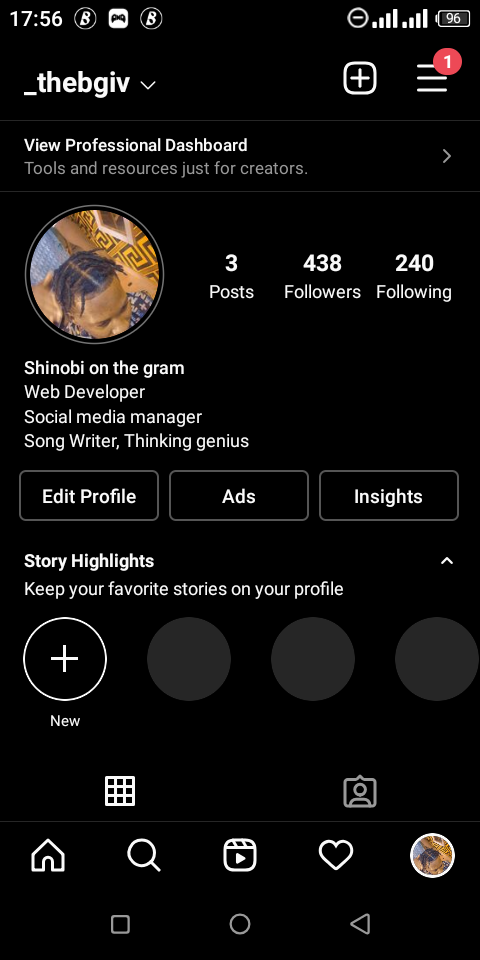 17:56
96
_thebgiv
1
View Professional Dashboard
Tools and resources just for creators.
3 438 240
Posts Followers Following
Shinobi on the gram
Web Developer
Social media manager
Song Writer, Thinking genius
Edit Profile Ads Insights
Story Highlights
Keep your favorite stories on your profile
New